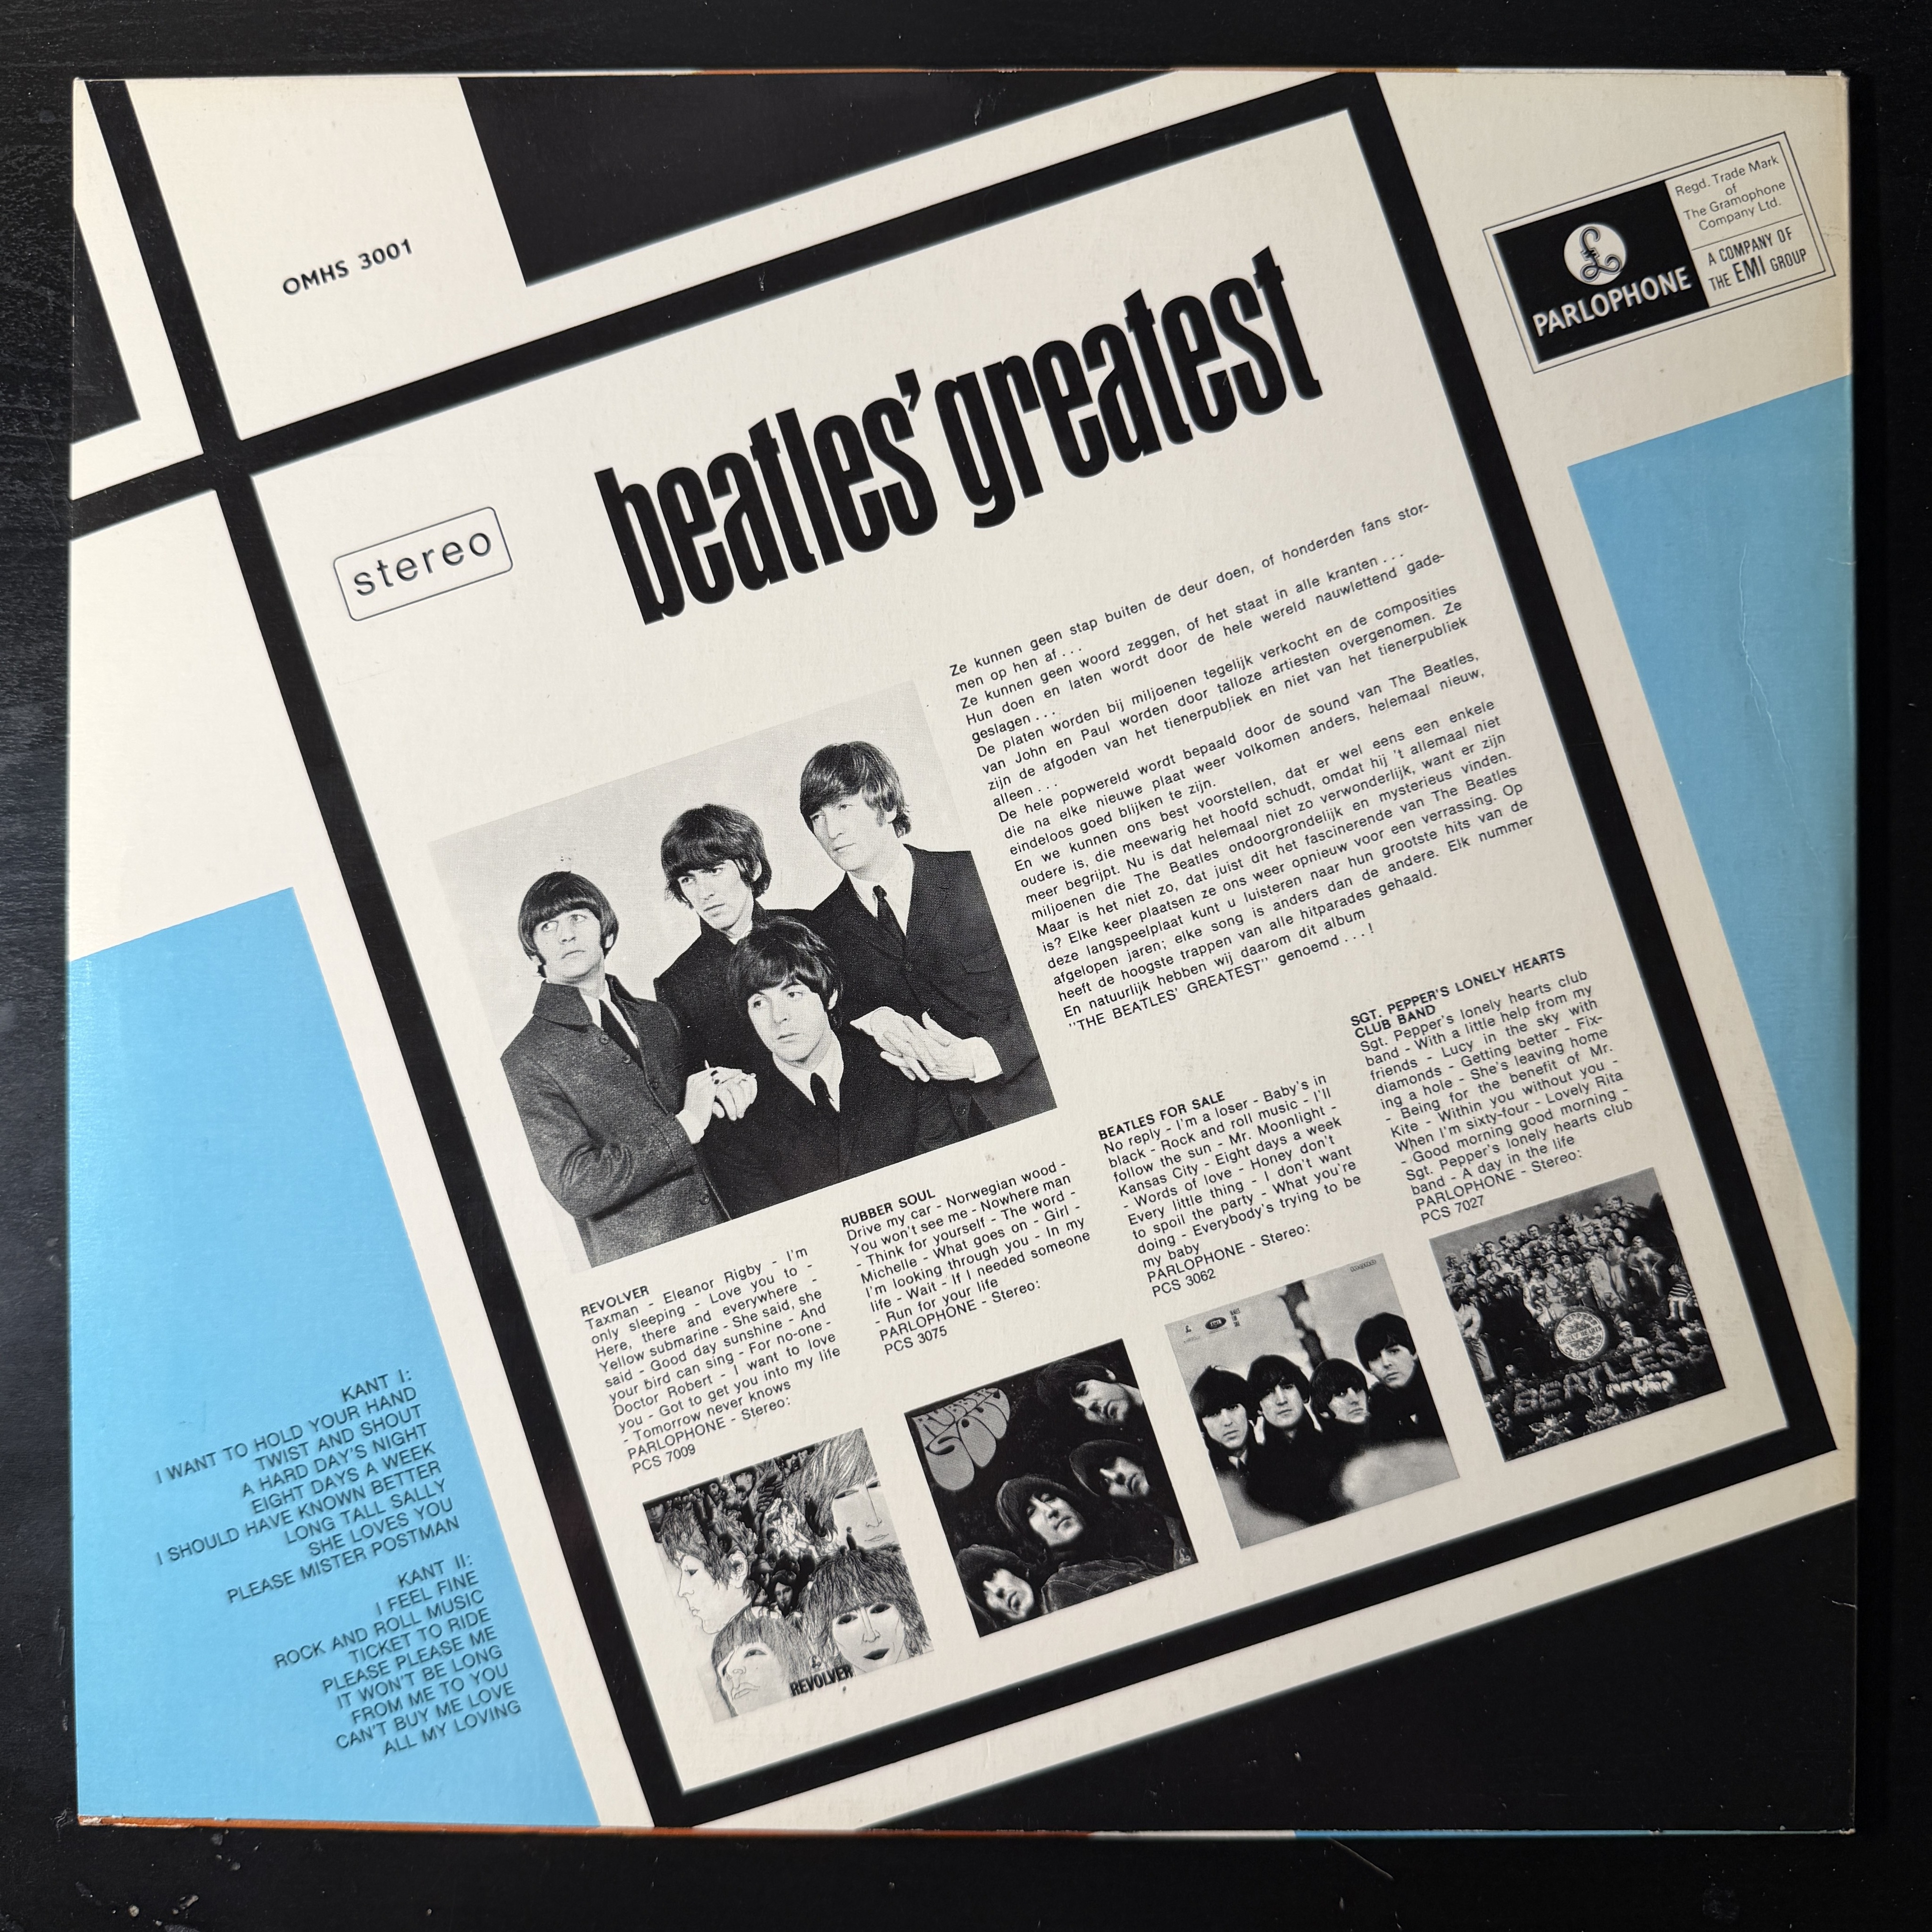 OMHS 3001
PARLOPHONE
Regd. Trade Mark
of
The Gramophone
Company Ltd.
A COMPANY OF
THE EMI GROUP
stereo
beatles' greatest
Ze kunnen geen stap buiten de deur doen, of honderden fans stor-
men op hen af . . .
Ze kunnen geen woord zeggen, of het staat in alle kranten . . .
Hun doen en laten wordt door de hele wereld nauwlettend gade-
geslagen . . .
De platen worden bij miljoenen tegelijk verkocht en de composities
van John en Paul worden door talloze artiesten overgenomen. Ze
zijn de afgoden van het tienerpubliek en niet van het tienerpubliek
alleen . . .
De hele popwereld wordt bepaald door de sound van The Beatles,
die na elke nieuwe plaat weer volkomen anders, helemaal nieuw,
eindeloos goed blijken te zijn.
En we kunnen ons best voorstellen, dat er wel eens een enkele
oudere is, die meewarig het hoofd schudt, omdat hij 't allemaal niet
meer begrijpt. Nu is dat helemaal niet zo verwonderlijk, want er zijn
miljoenen die The Beatles ondoorgrondelijk en mysterieus vinden.
Maar is het niet zo, dat juist dit het fascinerende van The Beatles
is? Elke keer plaatsen ze ons weer opnieuw voor een verrassing. Op
deze langspeelplaat kunt u luisteren naar hun grootste hits van de
afgelopen jaren; elke song is anders dan de andere. Elk nummer
heeft de hoogste trappen van alle hitparades gehaald.
En natuurlijk hebben wij daarom dit album
"THE BEATLES' GREATEST" genoemd . . . !
REVOLVER
Taxman - Eleanor Rigby - I'm
only sleeping - Love you to -
Here, there and everywhere -
Yellow submarine - She said, she
said - Good day sunshine - And
your bird can sing - For no-one -
Doctor Robert - I want to love
you - Got to get you into my life
- Tomorrow never knows
PARLOPHONE - Stereo:
PCS 7009
RUBBER SOUL
Drive my car - Norwegian wood -
You won't see me - Nowhere man
- Think for yourself - The word -
Michelle - What goes on - Girl -
I'm looking through you - In my
life - Wait - If I needed someone
- Run for your life
PARLOPHONE - Stereo:
PCS 3075
BEATLES FOR SALE
No reply - I'm a loser - Baby's in
black - Rock and roll music - I'll
follow the sun - Mr. Moonlight -
Kansas City - Eight days a week
- Words of love - Honey don't
Every little thing - I don't want
to spoil the party - What you're
doing - Everybody's trying to be
my baby
PARLOPHONE - Stereo:
PCS 3062
SGT. PEPPER'S LONELY HEARTS
CLUB BAND
Sgt. Pepper's lonely hearts club
band - With a little help from my
friends - Lucy in the sky with
diamonds - Getting better - Fix-
ing a hole - She's leaving home
- Being for the benefit of Mr.
Kite - Within you without you -
When I'm sixty-four - Lovely Rita
- Good morning good morning -
Sgt. Pepper's lonely hearts club
band - A day in the life
PARLOPHONE - Stereo:
PCS 7027
REVOLVER
RUBBER
SOUL
BEATLES
KANT I:
I WANT TO HOLD YOUR HAND
TWIST AND SHOUT
A HARD DAY'S NIGHT
EIGHT DAYS A WEEK
I SHOULD HAVE KNOWN BETTER
LONG TALL SALLY
SHE LOVES YOU
PLEASE MISTER POSTMAN
KANT II:
I FEEL FINE
ROCK AND ROLL MUSIC
TICKET TO RIDE
PLEASE PLEASE ME
IT WON'T BE LONG
FROM ME TO YOU
CAN'T BUY ME LOVE
ALL MY LOVING